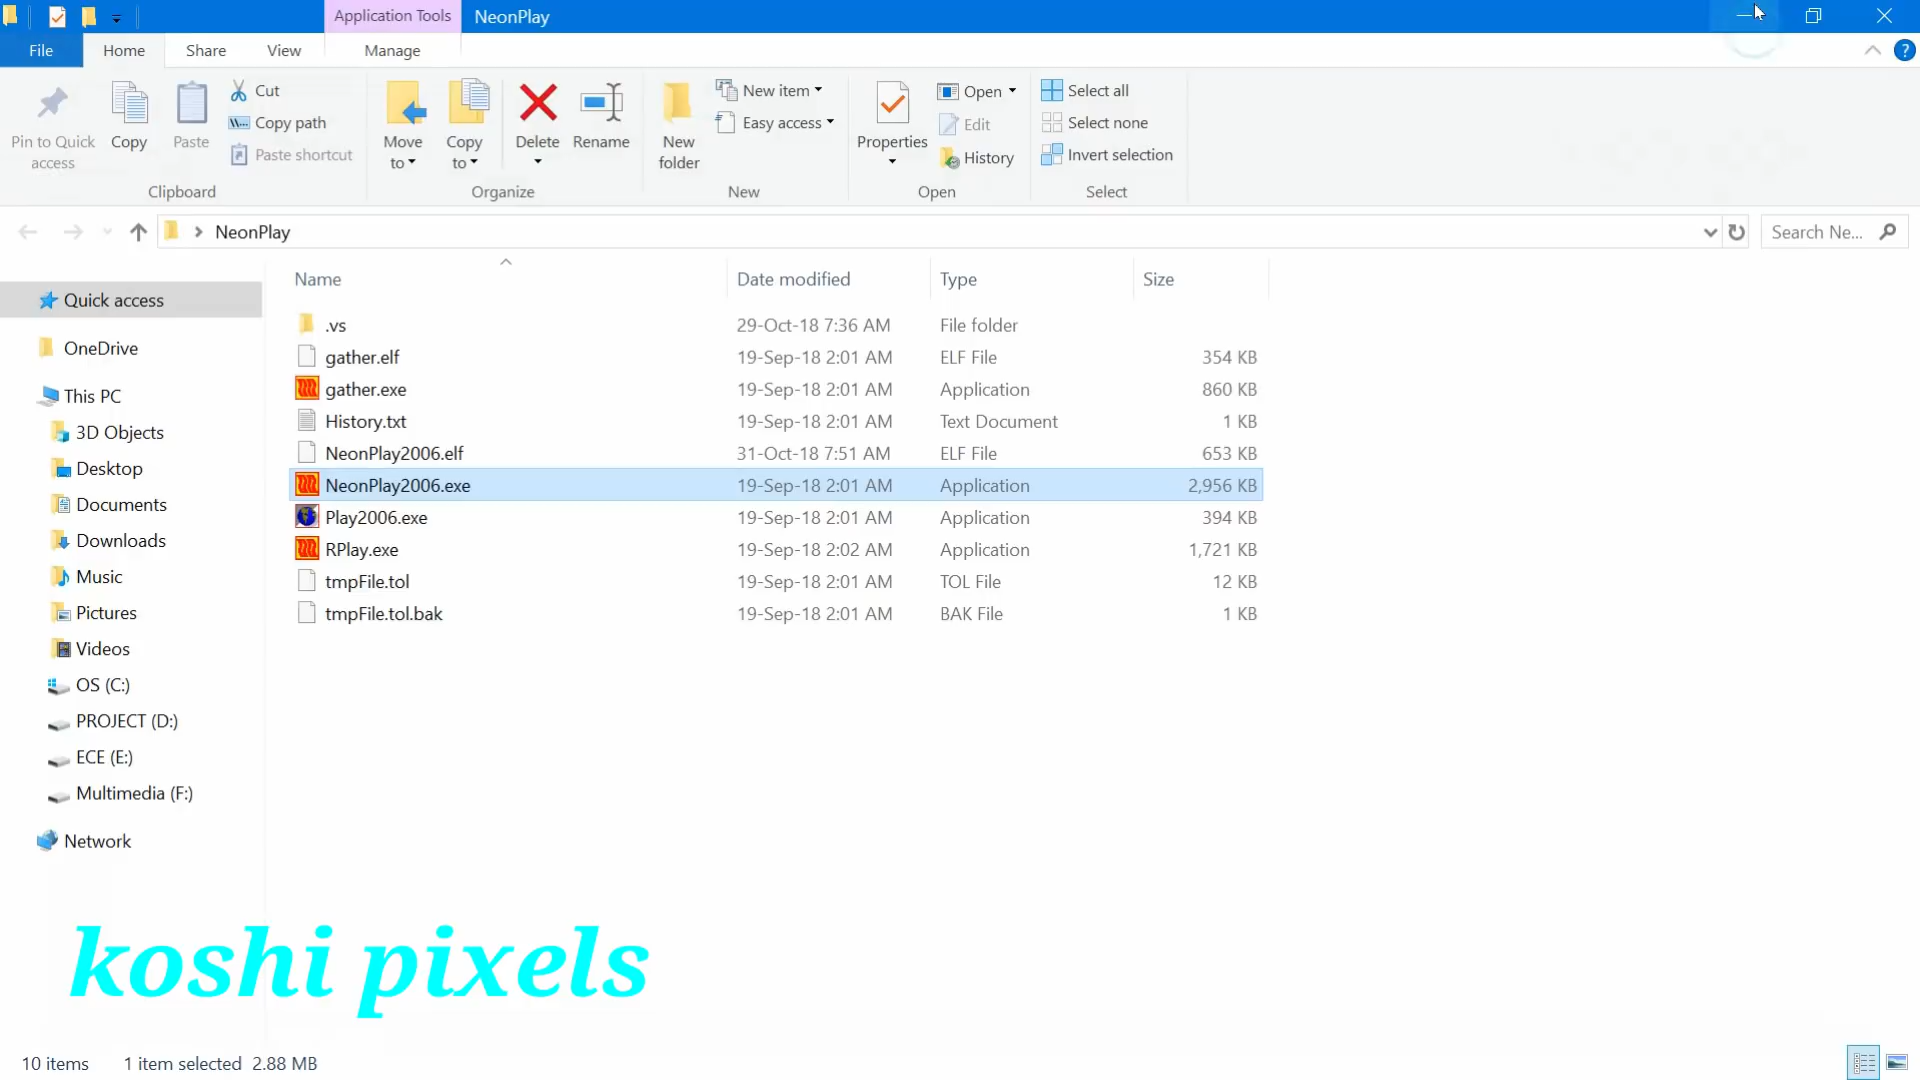 Application Tools NeonPlay
File Home Share View Manage
Pin to Quick access
Copy
Paste
Cut
Copy path
Paste shortcut
Clipboard
Move to
Copy to
Delete
Rename
Organize
New folder
New item
Easy access
New
Properties
Open
Edit
History
Open
Select all
Select none
Invert selection
Select
NeonPlay
Search Ne...
Quick access
OneDrive
This PC
3D Objects
Desktop
Documents
Downloads
Music
Pictures
Videos
OS (C:)
PROJECT (D:)
ECE (E:)
Multimedia (F:)
Network
Name Date modified Type Size
.vs 29-Oct-18 7:36 AM File folder
gather.elf 19-Sep-18 2:01 AM ELF File 354 KB
gather.exe 19-Sep-18 2:01 AM Application 860 KB
History.txt 19-Sep-18 2:01 AM Text Document 1 KB
NeonPlay2006.elf 31-Oct-18 7:51 AM ELF File 653 KB
NeonPlay2006.exe 19-Sep-18 2:01 AM Application 2,956 KB
Play2006.exe 19-Sep-18 2:01 AM Application 394 KB
RPlay.exe 19-Sep-18 2:02 AM Application 1,721 KB
tmpFile.tol 19-Sep-18 2:01 AM TOL File 12 KB
tmpFile.tol.bak 19-Sep-18 2:01 AM BAK File 1 KB
koshi pixels
10 items 1 item selected 2.88 MB